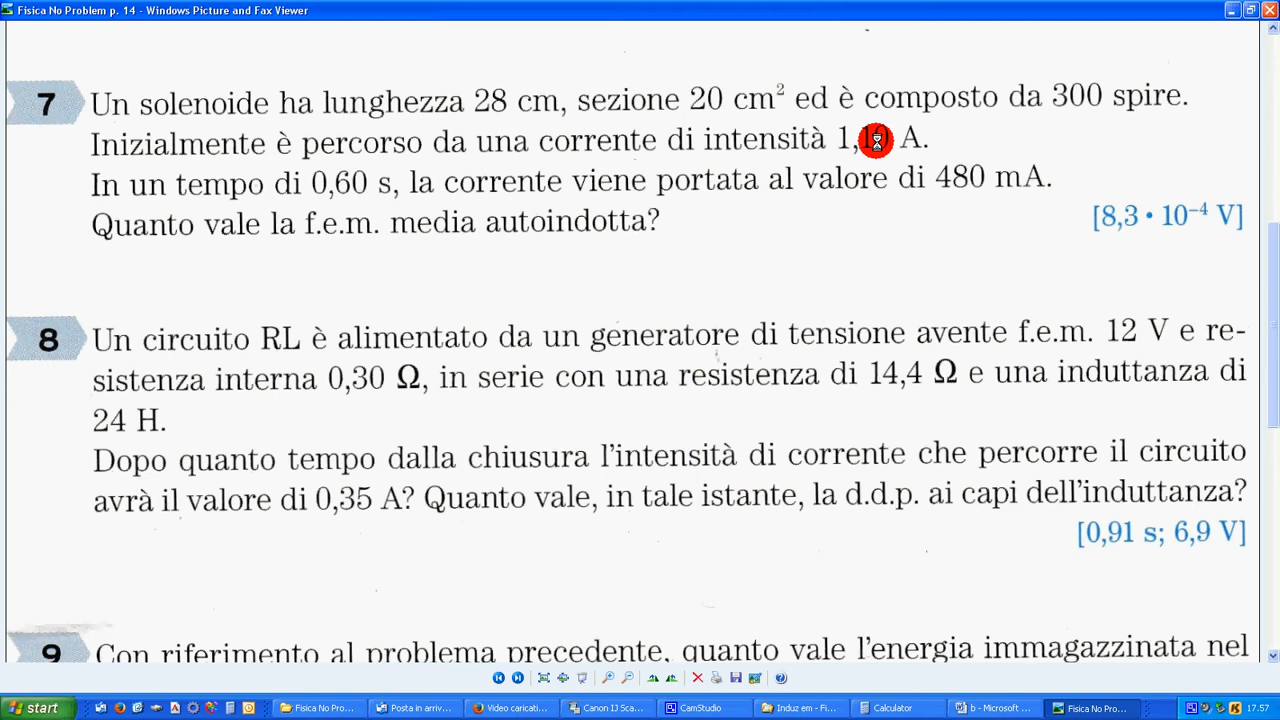 Fisica No Problem p. 14 - Windows Picture and Fax Viewer
7 Un solenoide ha lunghezza 28 cm, sezione 20 cm² ed è composto da 300 spire.
Inizialmente è percorso da una corrente di intensità 1,10 A.
In un tempo di 0,60 s, la corrente viene portata al valore di 480 mA.
Quanto vale la f.e.m. media autoindotta?
[8,3 • 10⁻⁴ V]
8 Un circuito RL è alimentato da un generatore di tensione avente f.e.m. 12 V e re-
sistenza interna 0,30 Ω, in serie con una resistenza di 14,4 Ω e una induttanza di
24 H.
Dopo quanto tempo dalla chiusura l'intensità di corrente che percorre il circuito
avrà il valore di 0,35 A? Quanto vale, in tale istante, la d.d.p. ai capi dell'induttanza?
[0,91 s; 6,9 V]
9 Con riferimento al problema precedente, quanto vale l'energia immagazzinata nel
start Fisica No Pro... Posta in arriv... Video caricati... Canon IJ Sca... CamStudio Induz em - Fi... Calculator b - Microsoft ... Fisica No Pro... 17.57